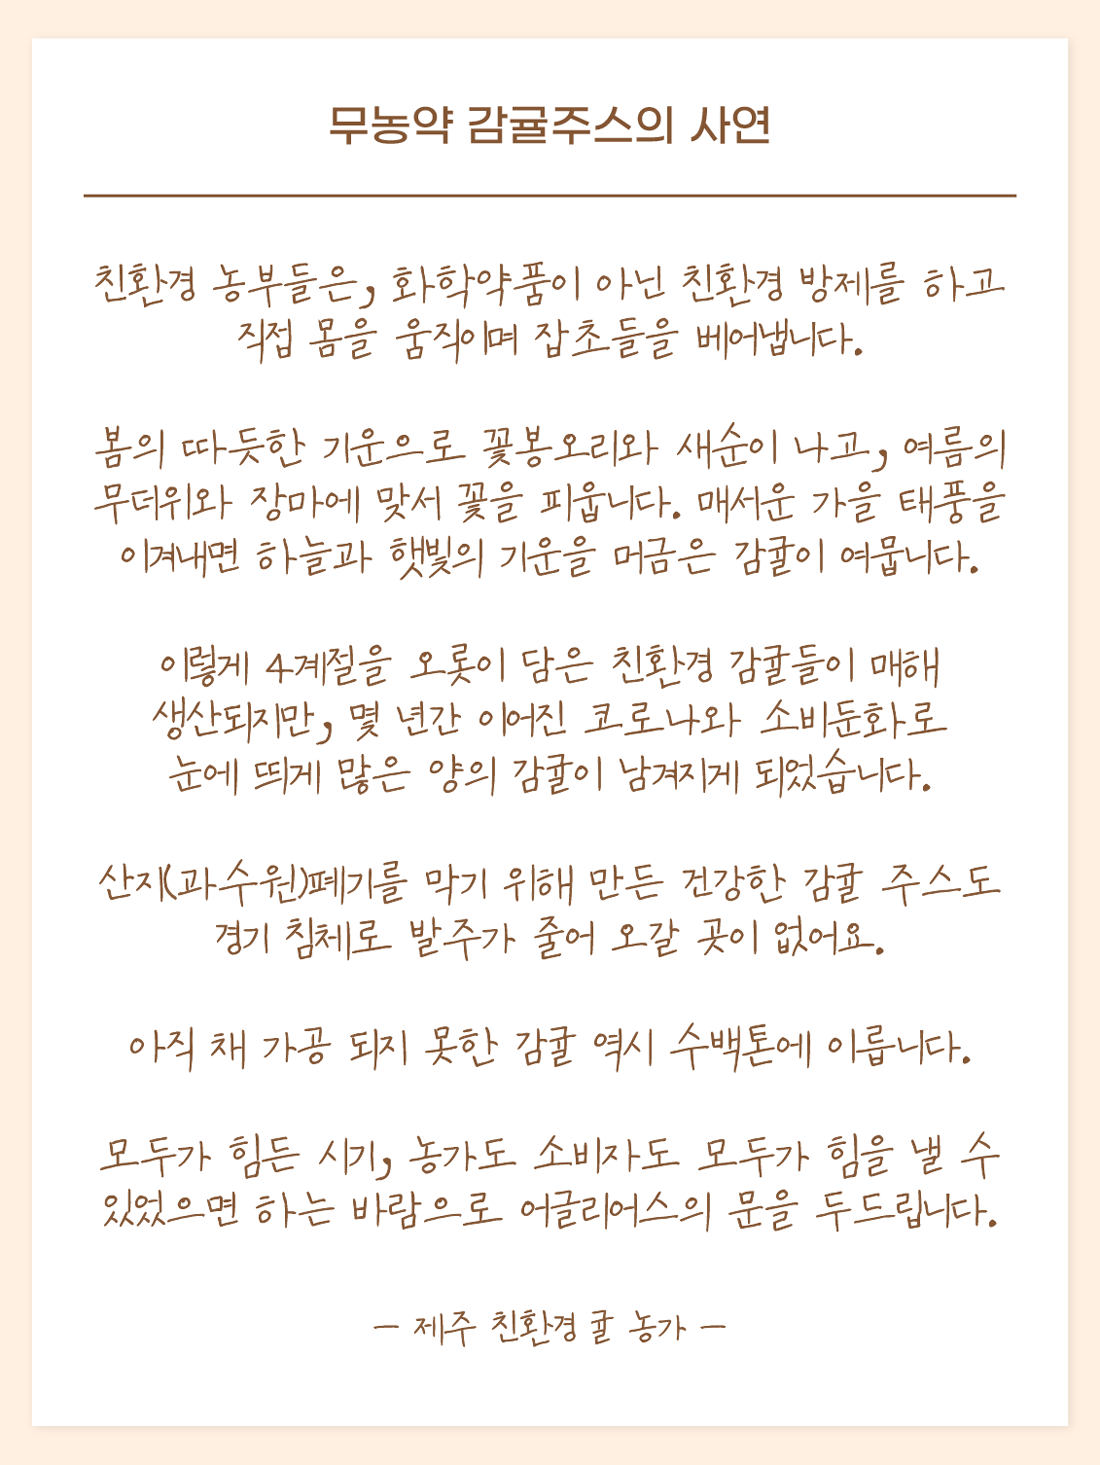 무농약 감귤주스의 사연
친환경 농부들은, 화학약품이 아닌 친환경 방제를 하고
직접 몸을 움직이며 잡초들을 베어냅니다.
봄의 따듯한 기운으로 꽃봉오리와 새순이 나고, 여름의
무더위와 장마에 맞서 꽃을 피웁니다. 매서운 가을 태풍을
이겨내면 하늘과 햇빛의 기운을 머금은 감귤이 여뭅니다.
이렇게 4계절을 오롯이 담은 친환경 감귤들이 매해
생산되지만, 몇 년간 이어진 코로나와 소비둔화로
눈에 띄게 많은 양의 감귤이 남겨지게 되었습니다.
산지(과수원)폐기를 막기 위해 만든 건강한 감귤 주스도
경기 침체로 발주가 줄어 오갈 곳이 없어요.
아직 채 가공 되지 못한 감귤 역시 수백톤에 이릅니다.
모두가 힘든 시기, 농가도 소비자도 모두가 힘을 낼 수
있었으면 하는 바람으로 어글리어스의 문을 두드립니다.
– 제주 친환경 귤 농가 –